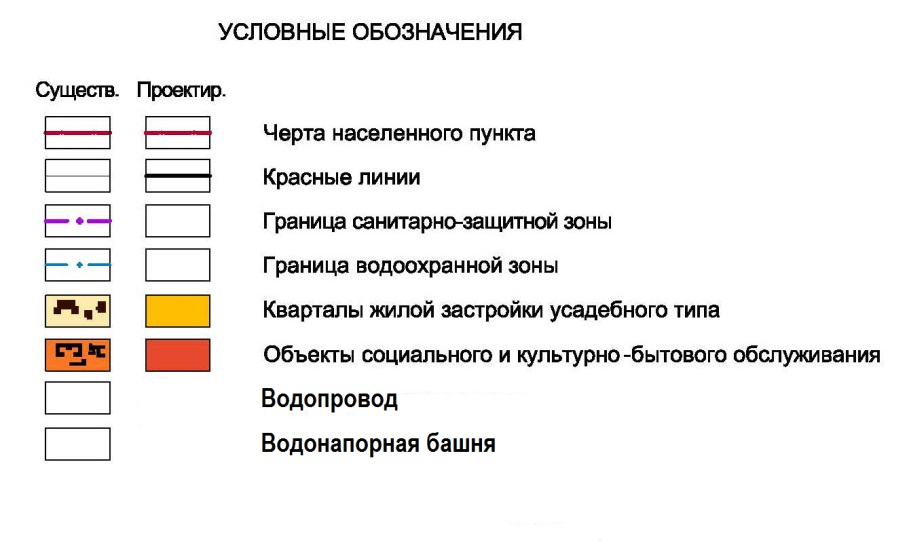 УСЛОВНЫЕ ОБОЗНАЧЕНИЯ
Существ. Проектир.
Черта населенного пункта
Красные линии
Граница санитарно-защитной зоны
Граница водоохранной зоны
Кварталы жилой застройки усадебного типа
Объекты социального и культурно-бытового обслуживания
Водопровод
Водонапорная башня